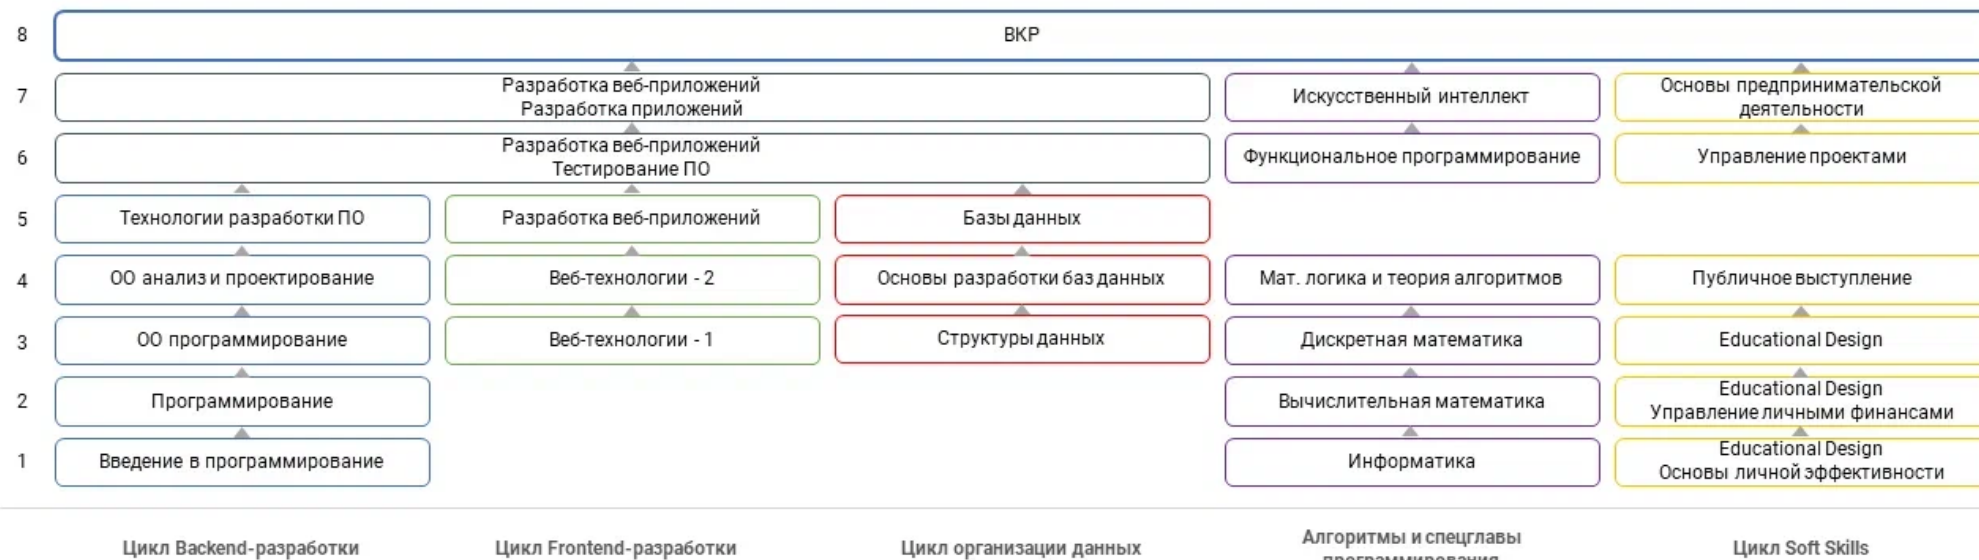 8
ВКР
7
Разработка веб-приложений
Разработка приложений
Искусственный интеллект
Основы предпринимательской
деятельности
6
Разработка веб-приложений
Тестирование ПО
Функциональное программирование
Управление проектами
5
Технологии разработки ПО
Разработка веб-приложений
Базы данных
4
ОО анализ и проектирование
Веб-технологии - 2
Основы разработки баз данных
Мат. логика и теория алгоритмов
Публичное выступление
3
ОО программирование
Веб-технологии - 1
Структуры данных
Дискретная математика
Educational Design
2
Программирование
Вычислительная математика
Educational Design
Управление личными финансами
1
Введение в программирование
Информатика
Educational Design
Основы личной эффективности
Цикл Backend-разработки
Цикл Frontend-разработки
Цикл организации данных
Алгоритмы и спецглавы
программирования
Цикл Soft Skills